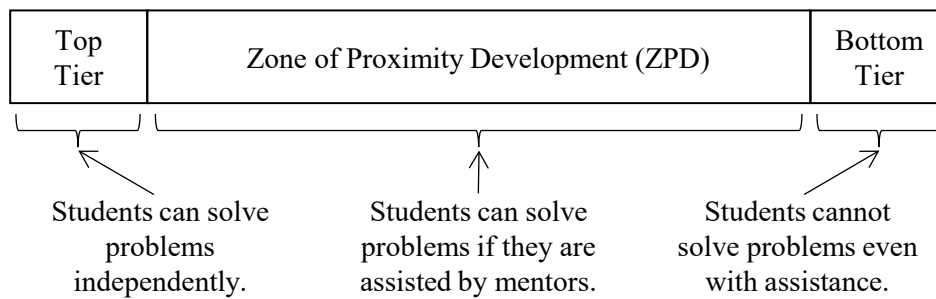 Top
Tier
Zone of Proximity Development (ZPD)
Bottom
Tier
Students can solve
problems
independently.
Students can solve
problems if they are
assisted by mentors.
Students cannot
solve problems even
with assistance.